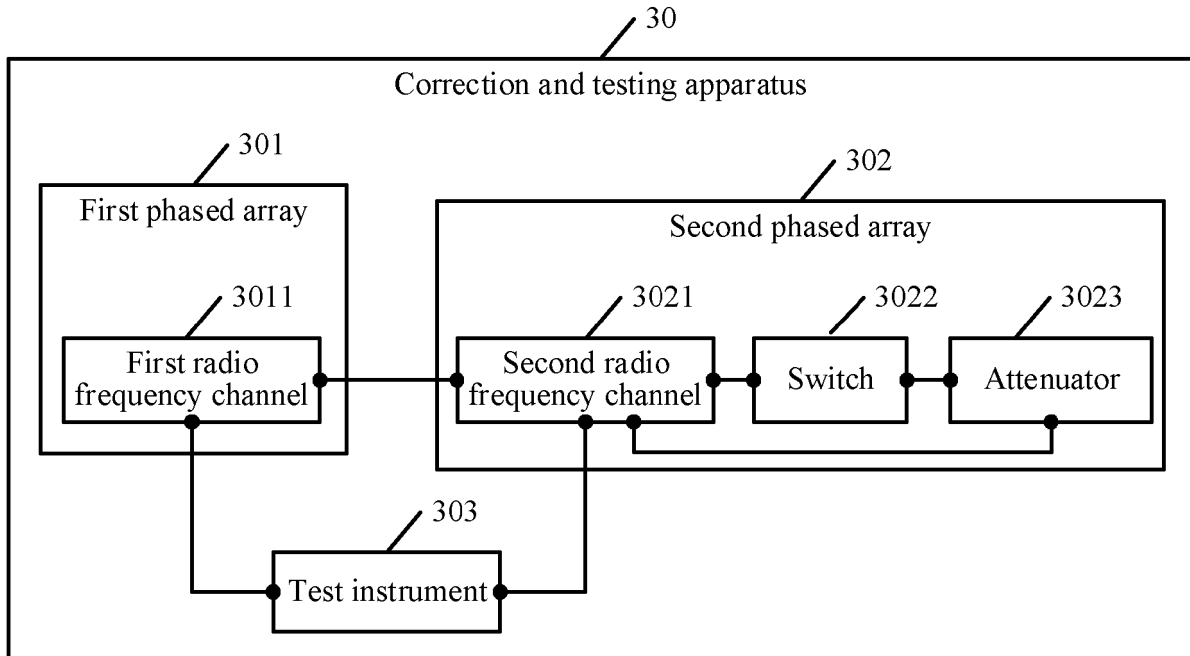 30
Correction and testing apparatus
301
First phased array
302
Second phased array
3011
First radio
frequency channel
3021
Second radio
frequency channel
3022
Switch
3023
Attenuator
303
Test instrument